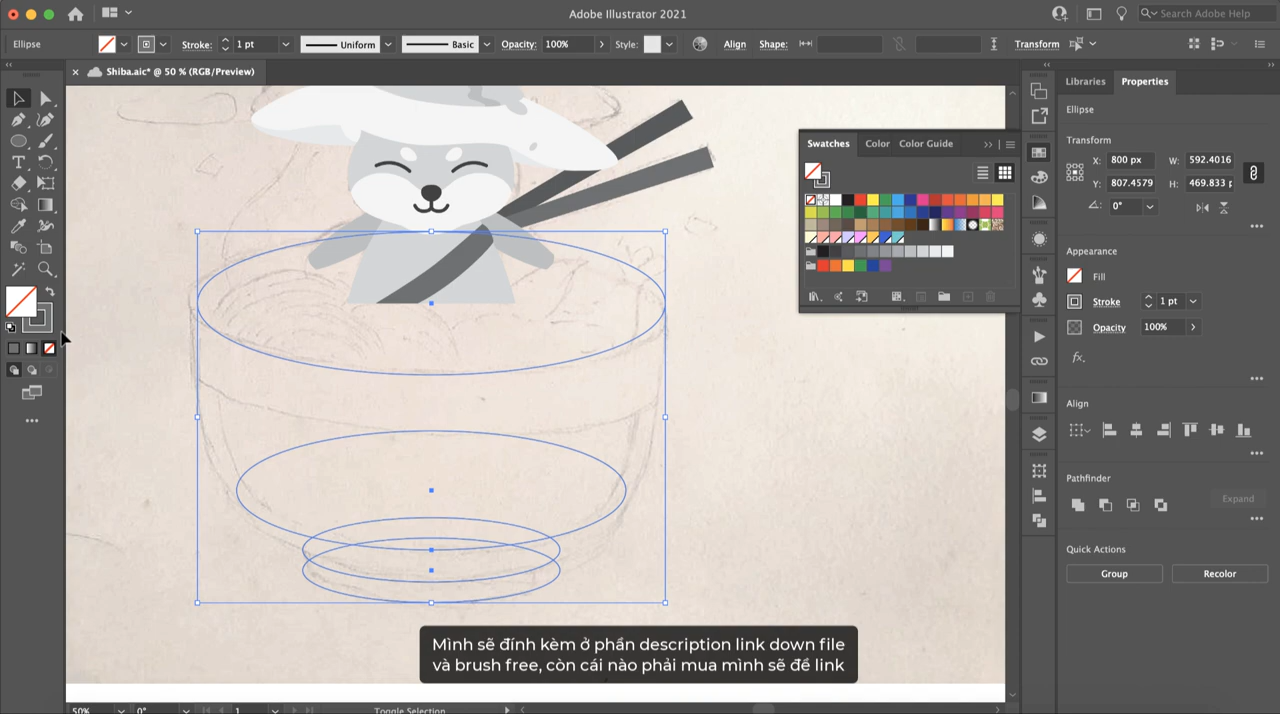 Adobe Illustrator 2021
Search Adobe Help
Ellipse
Stroke:
1 pt
Uniform
Basic
Opacity:
100%
Style:
Align
Shape:
Transform
Shiba.aic* @ 50 % (RGB/Preview)
Libraries
Properties
Ellipse
Transform
X:
800 px
W:
592.4016
Y:
807.4579
H:
469.833 p
0°
Appearance
Fill
Stroke
1 pt
Opacity
100%
fx.
Align
Pathfinder
Expand
Quick Actions
Group
Recolor
Swatches
Color
Color Guide
Mình sẽ đính kèm ở phần description link down file
và brush free, còn cái nào phải mua mình sẽ để link
50%
0°
1
Toggle Selection